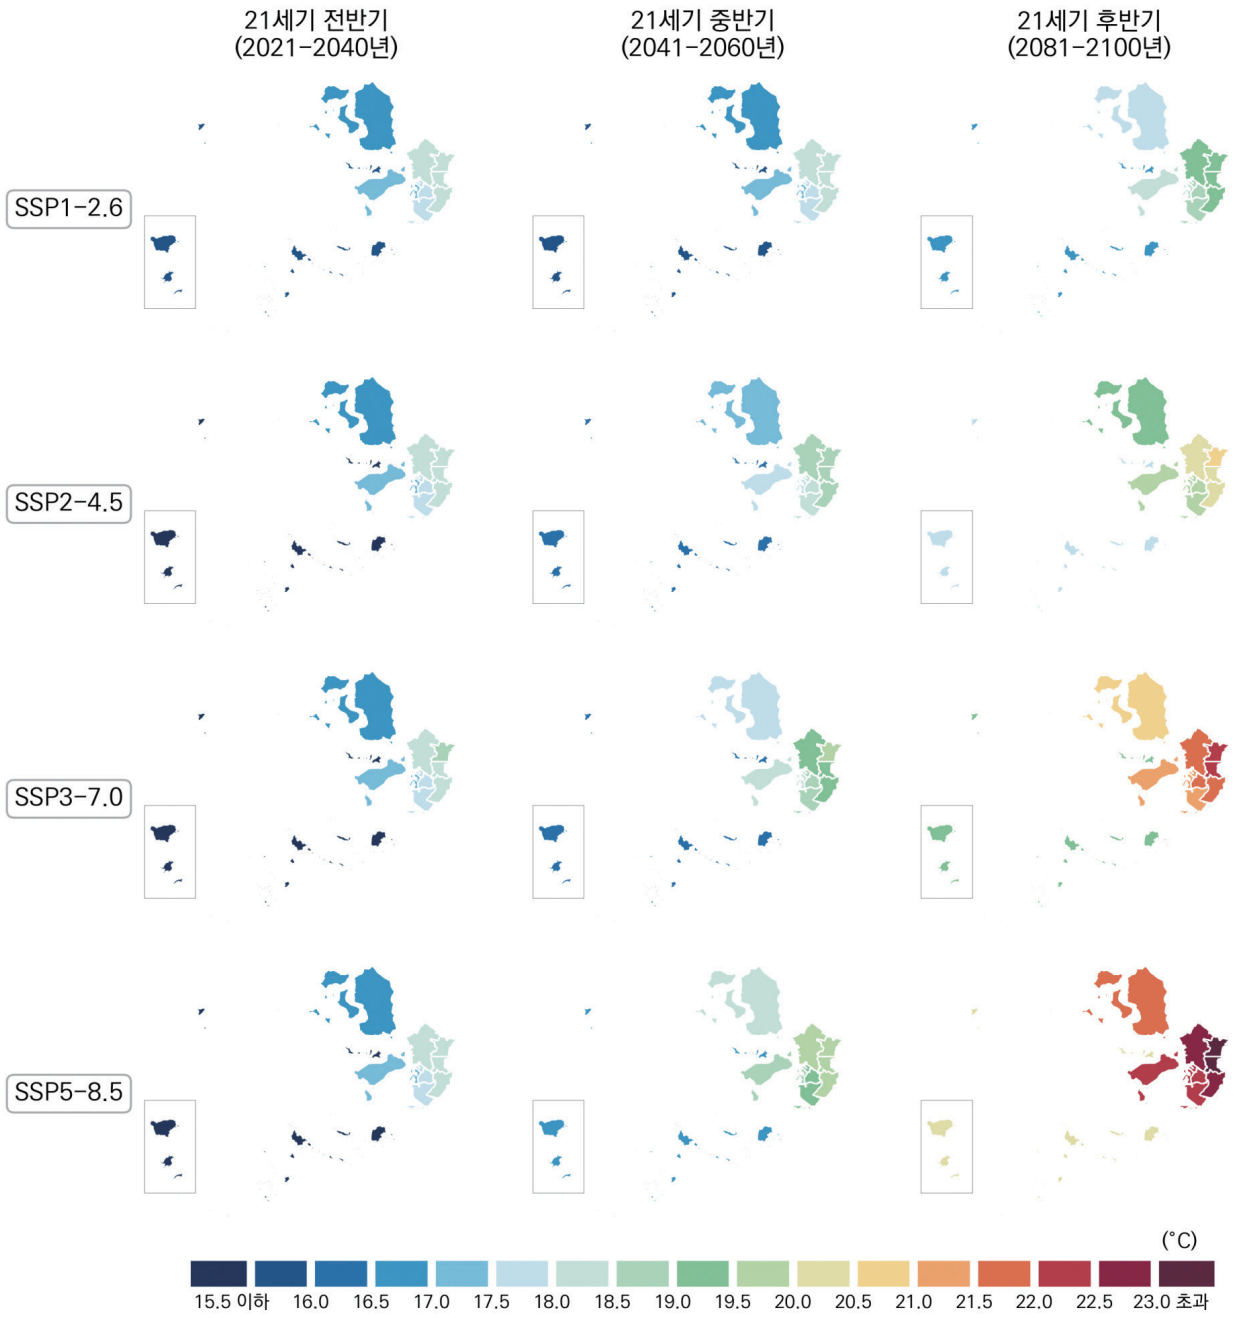 21세기 전반기
(2021-2040년)
21세기 중반기
(2041-2060년)
21세기 후반기
(2081-2100년)
SSP1-2.6
SSP2-4.5
SSP3-7.0
SSP5-8.5
(°C)
15.5 이하 16.0 16.5 17.0 17.5 18.0 18.5 19.0 19.5 20.0 20.5 21.0 21.5 22.0 22.5 23.0 초과